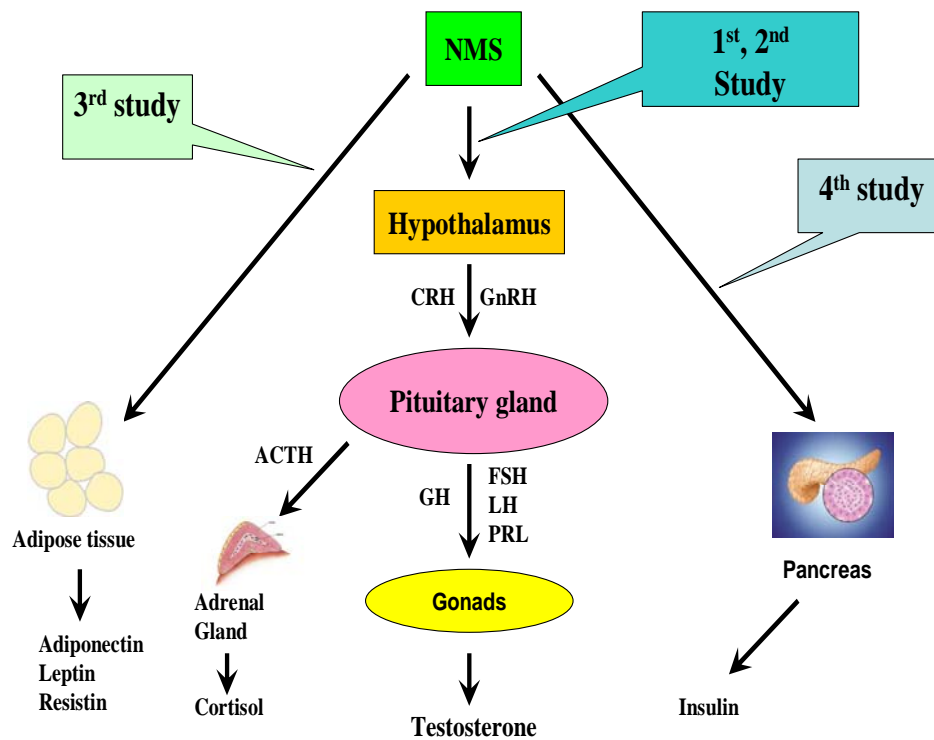 NMS
1st, 2nd
Study
3rd study
4th study
Hypothalamus
CRH
GnRH
Pituitary gland
ACTH
GH
FSH
LH
PRL
Adipose tissue
Adrenal
Gland
Gonads
Pancreas
Adiponectin
Leptin
Resistin
Cortisol
Testosterone
Insulin